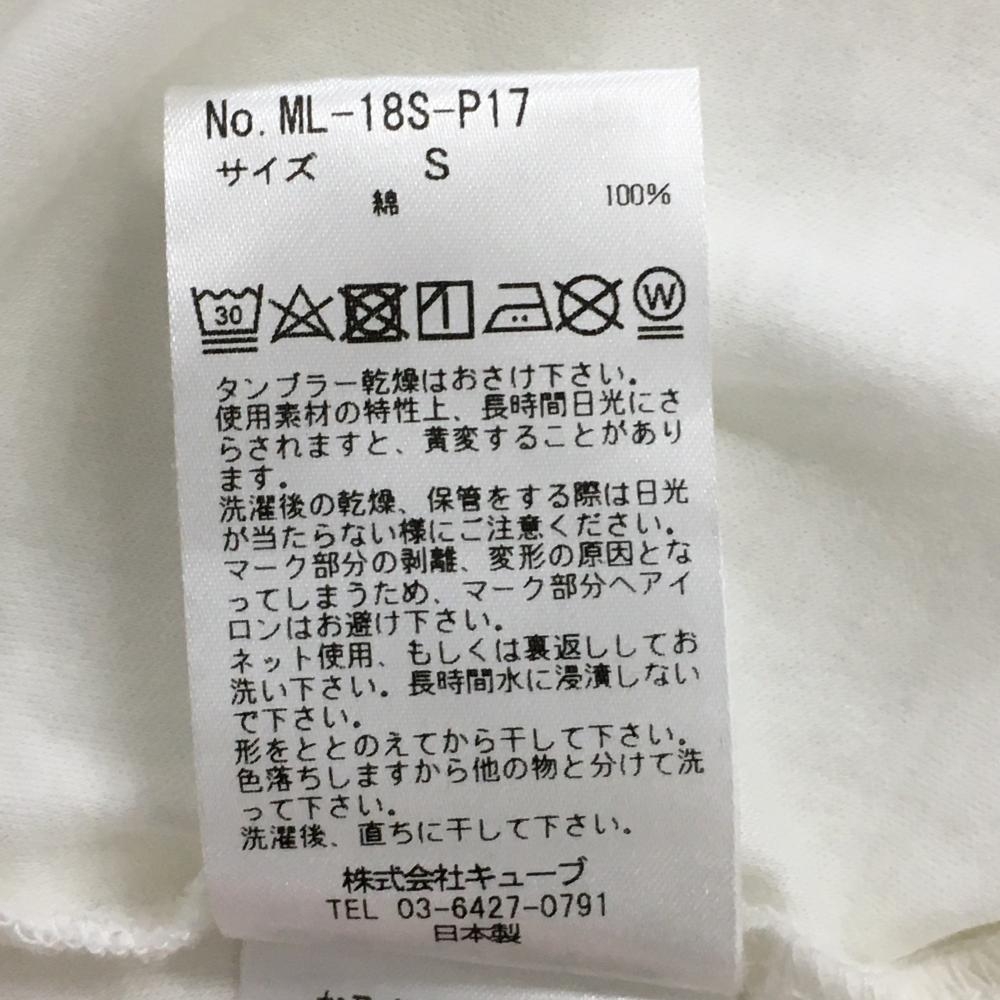 No. ML-18S-P17
サイズ S
綿 100%
30 W
タンブラー乾燥はおさけ下さい。
使用素材の特性上、長時間日光にさ
らされますと、黄変することがあり
ます。
洗濯後の乾燥、保管をする際は日光
が当たらない様にご注意ください。
マーク部分の剥離、変形の原因とな
ってしまうため、マーク部分へアイ
ロンはお避け下さい。
ネット使用、もしくは裏返ししてお
洗い下さい。長時間水に浸漬しない
で下さい。
形をととのえてから干して下さい。
色落ちしますから他の物と分けて洗
って下さい。
洗濯後、直ちに干して下さい。
株式会社キューブ
TEL 03-6427-0791
日本製